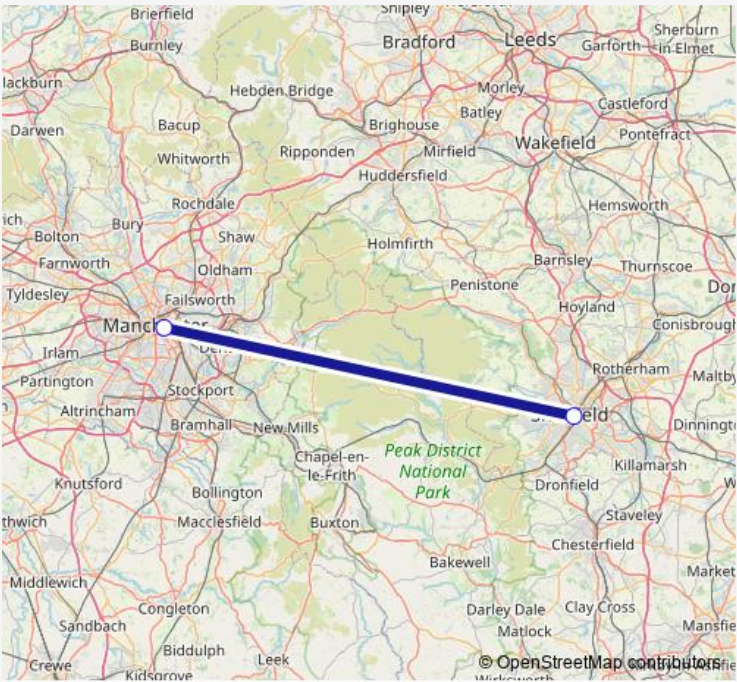 Brierfield
Shipley
Burnley
Bradford
Leeds
Garforth
Sherburn
in Elmet
lackburn
Hebden Bridge
Morley
Castleford
Batley
Darwen
Bacup
Brighouse
Pontefract
Whitworth
Ripponden
Mirfield
Wakefield
Huddersfield
Rochdale
Hemsworth
ich
Bury
Bolton
Shaw
Holmfirth
Farnworth
Oldham
Barnsley
Thurnscoe
Tyldesley
Penistone
Don
Failsworth
Hoyland
Conisbrough
Irlam
Partington
Stockport
Rotherham
Maltby
Altrincham
Bramhall
New Mills
Dinningt
Chapel-en-
le-Frith
Peak District
National
Park
Killamarsh
Knutsford
Bollington
Dronfield
thwich
Macclesfield
Buxton
Staveley
Chesterfield
Bakewell
Middlewich
Market
Congleton
Darley Dale
Clay Cross
Sandbach
Matlock
Mansfie
Biddulph
Crewe
Leek
Kidsgrove
Wirksworth
© OpenStreetMap contributors